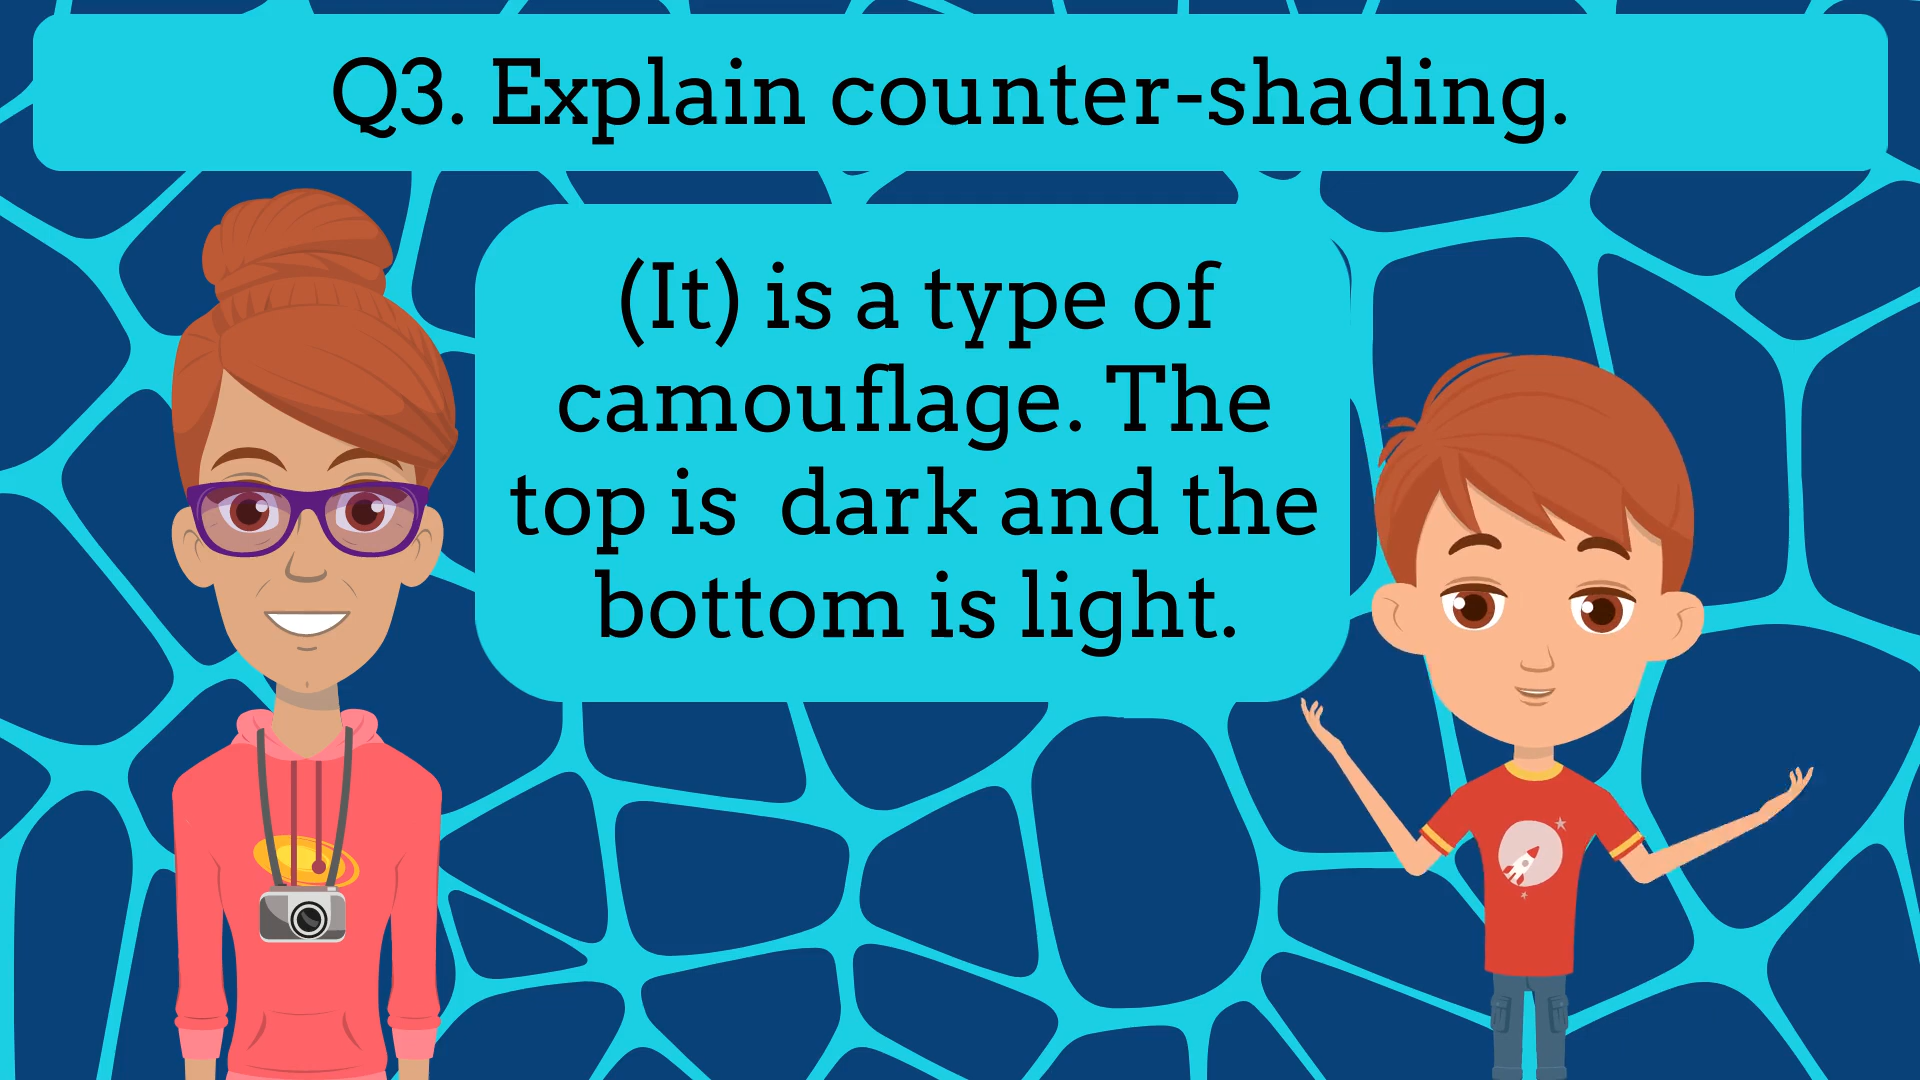 Q3. Explain counter-shading.
(It) is a type of
camouflage. The
top is  dark and the
bottom is light.